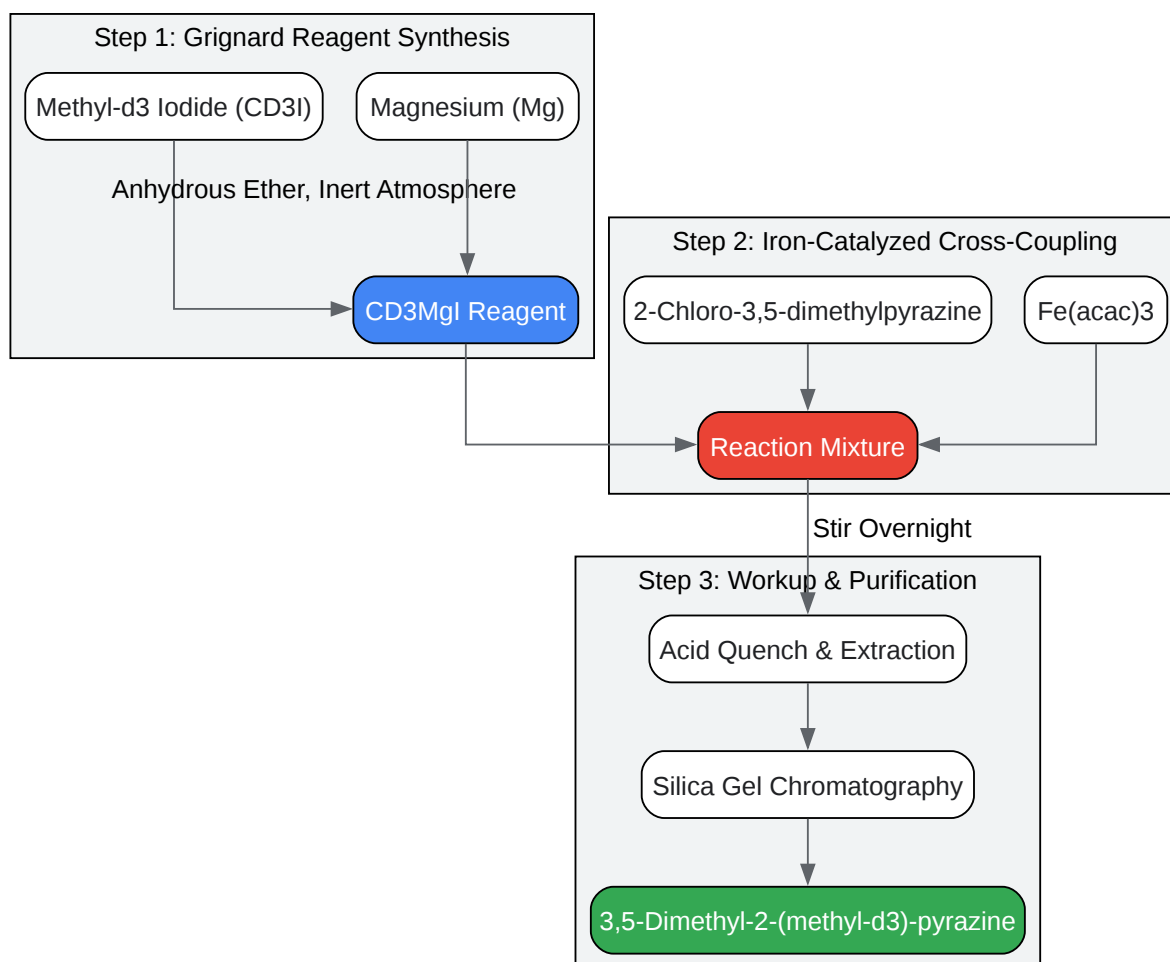 Step 1: Grignard Reagent Synthesis
Methyl-d3 Iodide (CD3I)
Magnesium (Mg)
Anhydrous Ether, Inert Atmosphere
CD3MgI Reagent
Step 2: Iron-Catalyzed Cross-Coupling
2-Chloro-3,5-dimethylpyrazine
Fe(acac)3
Reaction Mixture
Stir Overnight
Step 3: Workup & Purification
Acid Quench & Extraction
Silica Gel Chromatography
3,5-Dimethyl-2-(methyl-d3)-pyrazine